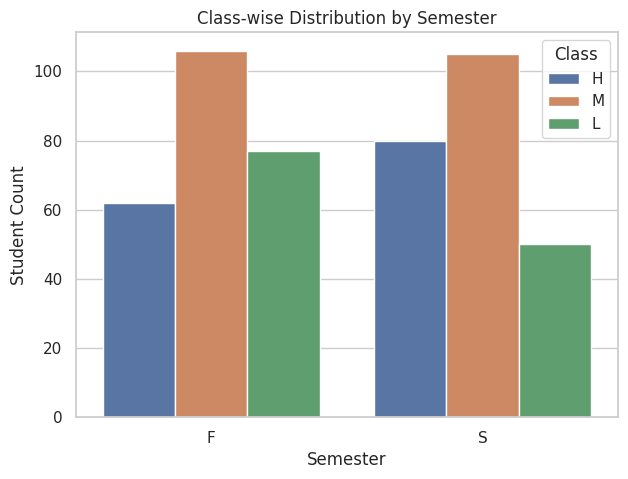 Class-wise Distribution by Semester
Class
H
M
L
100
80
60
40
20
0
Student Count
F
S
Semester